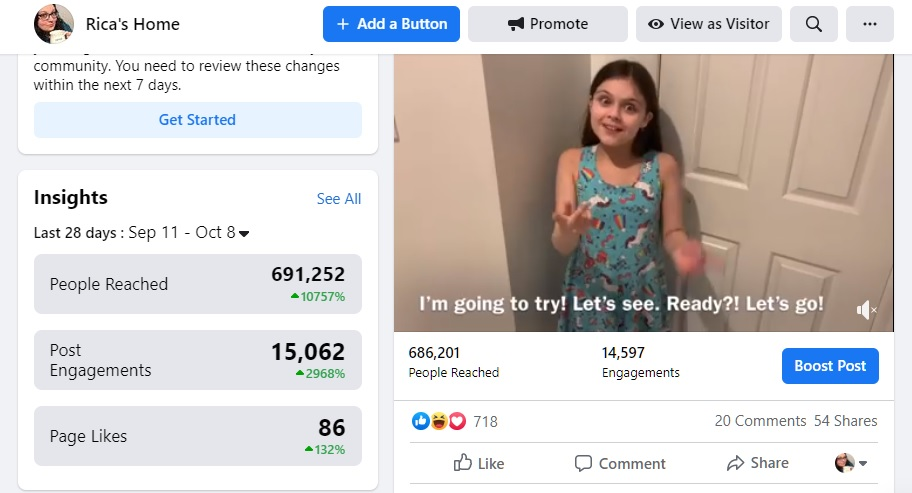 Rica's Home
+ Add a Button
Promote
View as Visitor
community. You need to review these changes
within the next 7 days.
Get Started
Insights
See All
Last 28 days : Sep 11 - Oct 8
People Reached
691,252
10757%
Post
Engagements
15,062
2968%
Page Likes
86
132%
I'm going to try! Let's see. Ready?! Let's go!
686,201
People Reached
14,597
Engagements
Boost Post
718
20 Comments 54 Shares
Like
Comment
Share